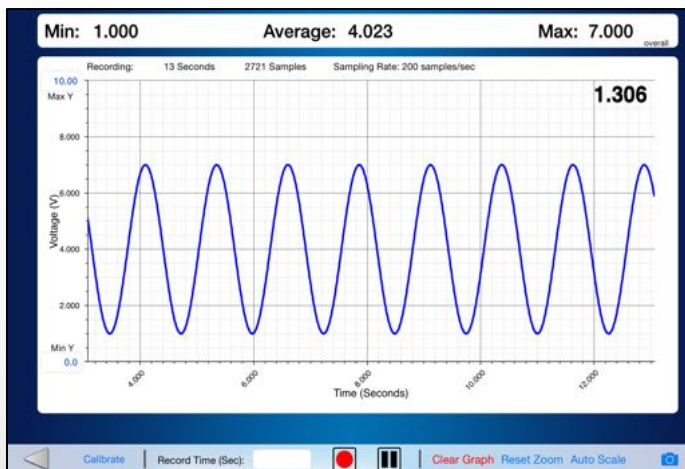 Min: 1.000 Average: 4.023 Max: 7.000
overall
Recording: 13 Seconds 2721 Samples Sampling Rate: 200 samples/sec
10.00
Max Y
1.306
8.000
6.000
Voltage (V)
4.000
2.000
Min Y
0.0
4.000 6.000 8.000 10.000 12.000
Time (Seconds)
Calibrate | Record Time (Sec): | Clear Graph Reset Zoom Auto Scale